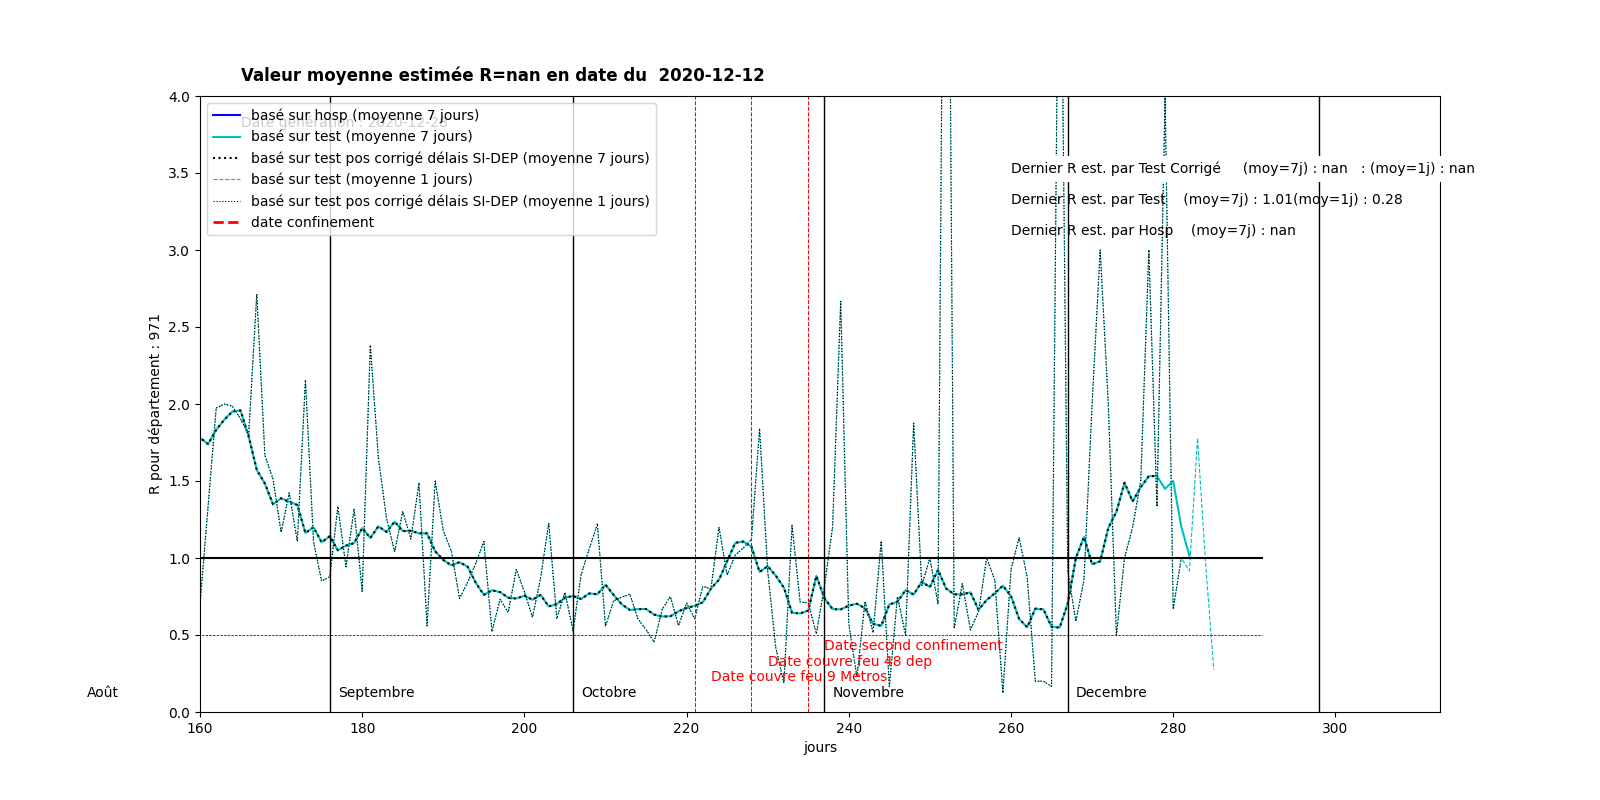 Valeur moyenne estimée R=nan en date du  2020-12-12
Date génération : 2020-12-28
basé sur hosp (moyenne 7 jours)
basé sur test (moyenne 7 jours)
basé sur test pos corrigé délais SI-DEP (moyenne 7 jours)
basé sur test (moyenne 1 jours)
basé sur test pos corrigé délais SI-DEP (moyenne 1 jours)
date confinement
Dernier R est. par Test Corrigé    (moy=7j) : nan   : (moy=1j) : nan
Dernier R est. par Test    (moy=7j) : 1.01(moy=1j) : 0.28
Dernier R est. par Hosp    (moy=7j) : nan
4.0
3.5
3.0
2.5
2.0
1.5
1.0
0.5
0.0
R pour département : 971
Date second confinement
Date couvre feu 48 dep
Date couvre feu 9 Métros
Août
Septembre
Octobre
Novembre
Decembre
160 180 200 220 240 260 280 300
jours